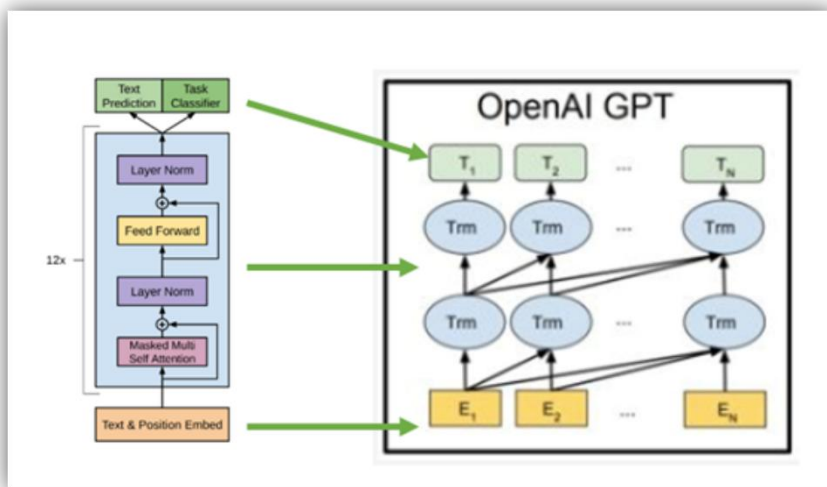 Text
Prediction
Task
Classifier
Layer Norm
Feed Forward
12x
Layer Norm
Masked Multi
Self Attention
Text & Position Embed
OpenAI GPT
T1 T2 ... TN
Trm Trm ... Trm
Trm Trm ... Trm
E1 E2 ... EN